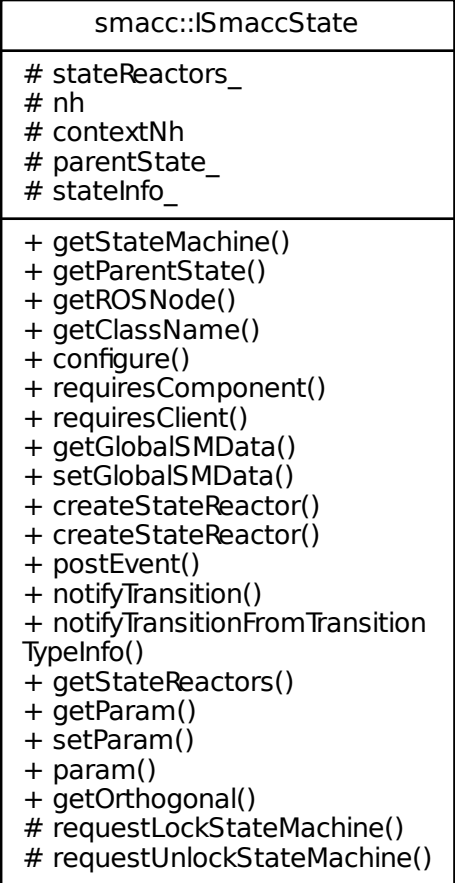 smacc::ISmaccState
# stateReactors_
# nh
# contextNh
# parentState_
# stateInfo_
+ getStateMachine()
+ getParentState()
+ getROSNode()
+ getClassName()
+ configure()
+ requiresComponent()
+ requiresClient()
+ getGlobalSMData()
+ setGlobalSMData()
+ createStateReactor()
+ createStateReactor()
+ postEvent()
+ notifyTransition()
+ notifyTransitionFromTransition
TypeInfo()
+ getStateReactors()
+ getParam()
+ setParam()
+ param()
+ getOrthogonal()
# requestLockStateMachine()
# requestUnlockStateMachine()